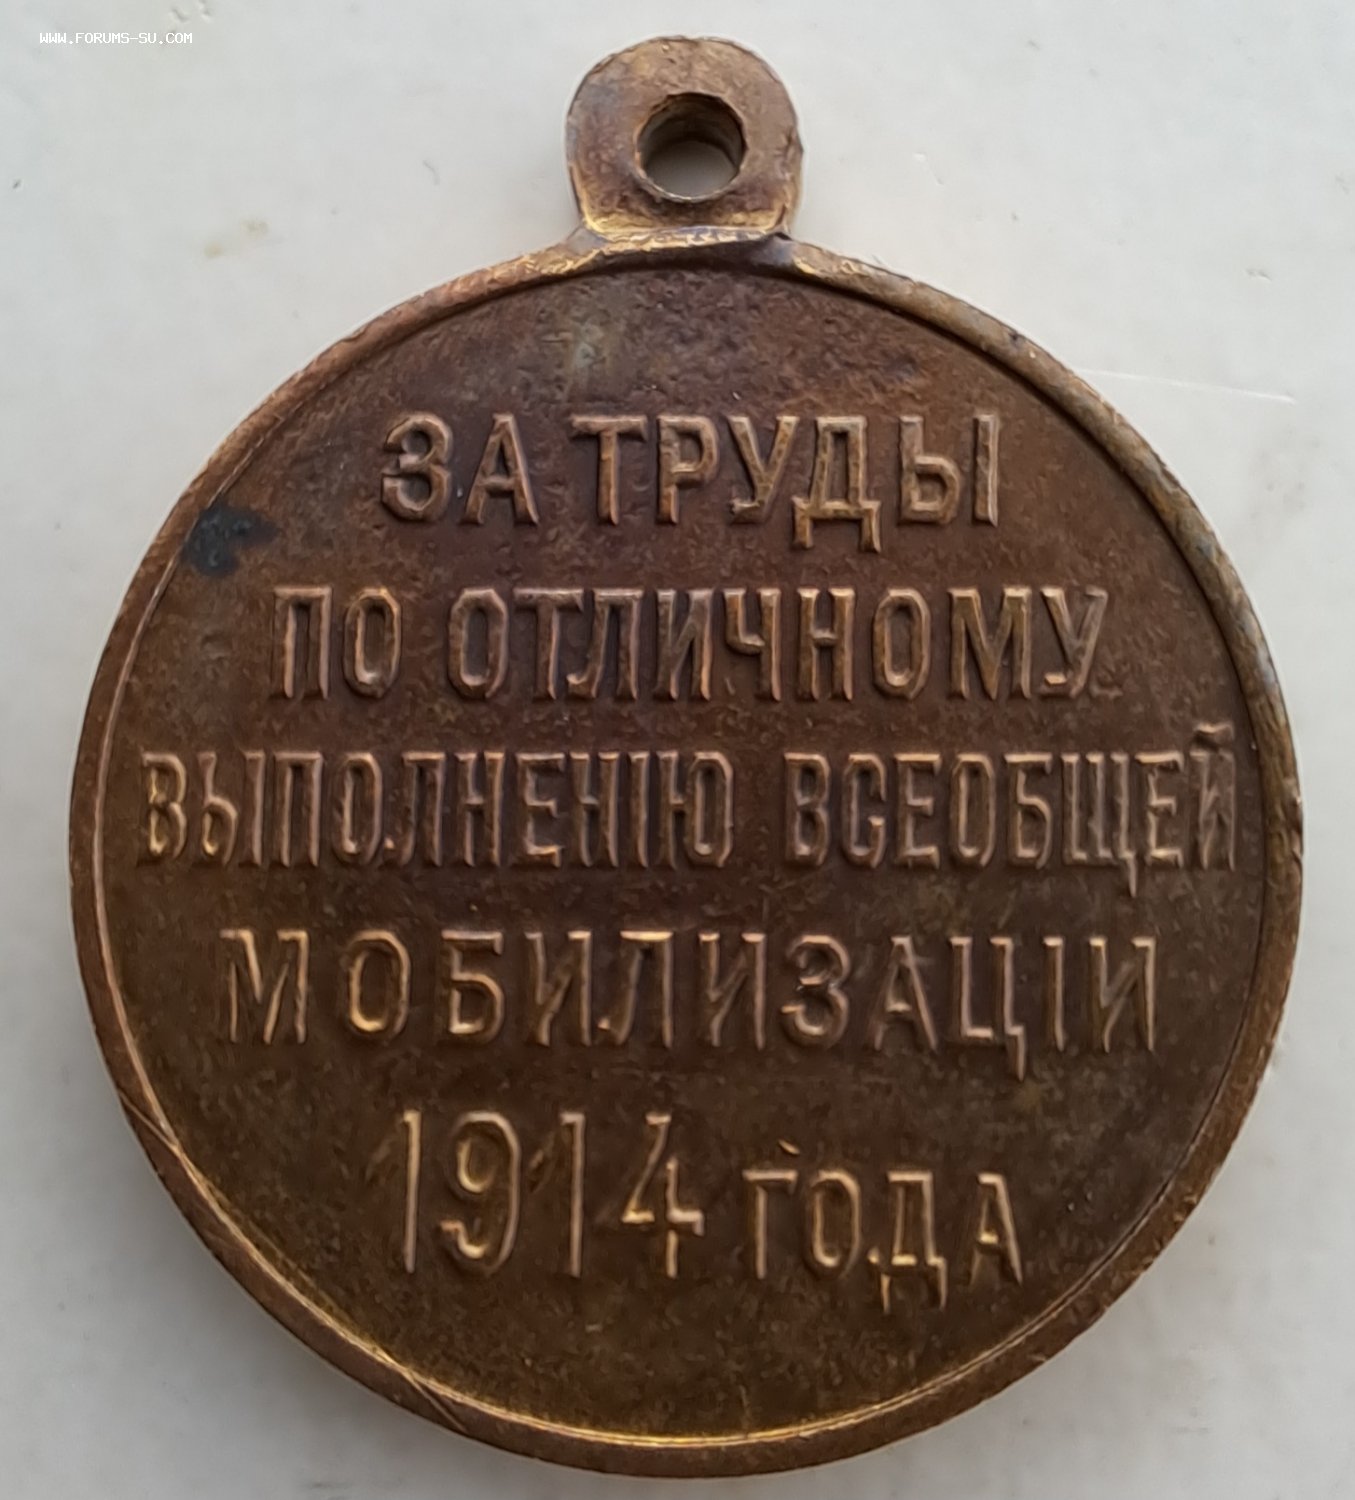 WWW.FORUMS-SU.COM
ЗА ТРУДЫ
ПО ОТЛИЧНОМУ
ВЫПОЛНЕНІЮ ВСЕОБЩЕЙ
МОБИЛИЗАЦІИ
1914 ГОДА